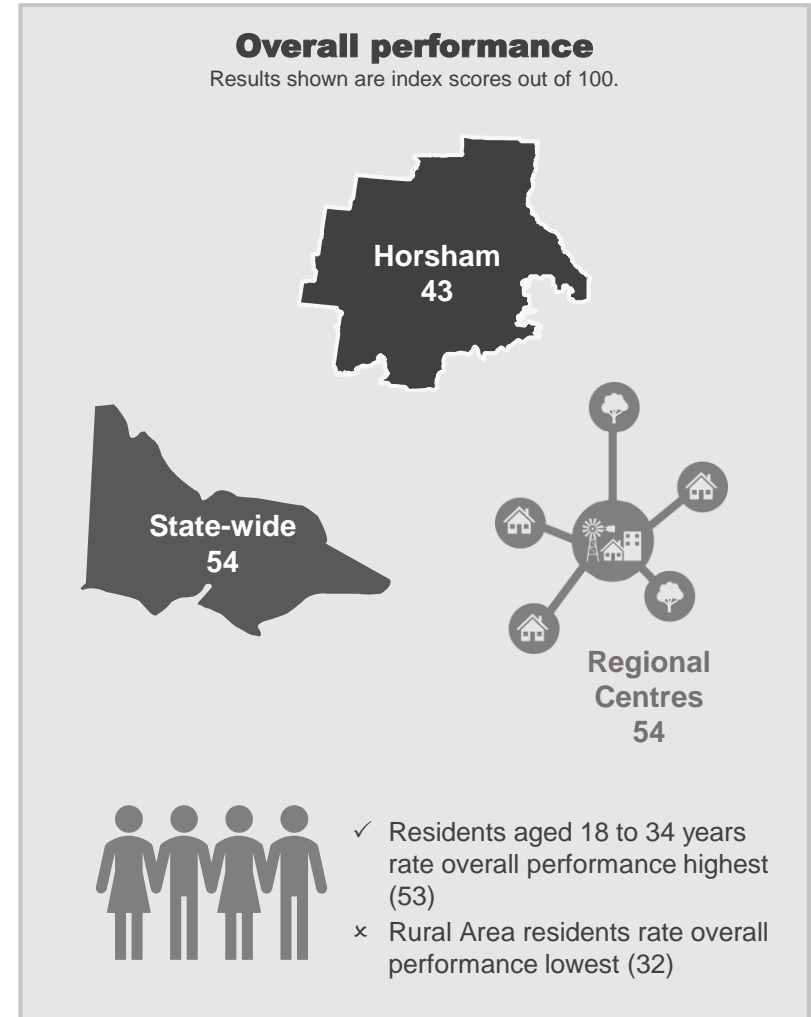 Overall performance
Results shown are index scores out of 100.
Horsham
43
State-wide
54
Regional
Centres
54
✓ Residents aged 18 to 34 years
rate overall performance highest
(53)
× Rural Area residents rate overall
performance lowest (32)